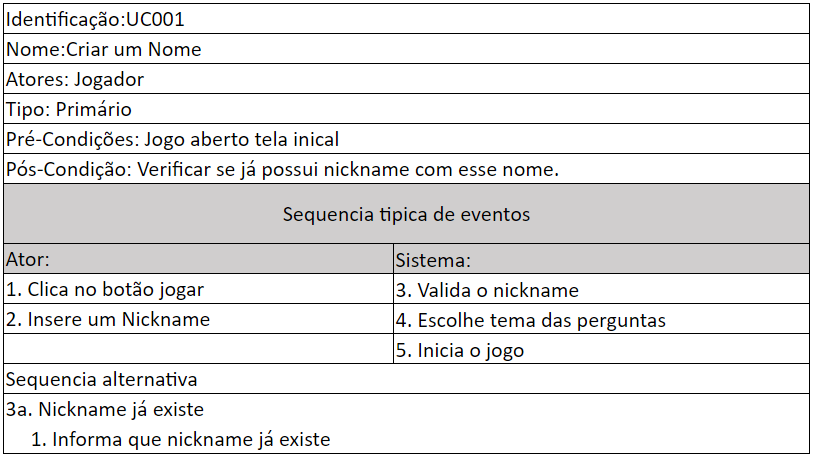 Identificação:UC001
Nome:Criar um Nome
Atores: Jogador
Tipo: Primário
Pré-Condições: Jogo aberto tela inical
Pós-Condição: Verificar se já possui nickname com esse nome.
Sequencia tipica de eventos
Ator:
Sistema:
1. Clica no botão jogar
3. Valida o nickname
2. Insere um Nickname
4. Escolhe tema das perguntas
5. Inicia o jogo
Sequencia alternativa
3a. Nickname já existe
1. Informa que nickname já existe